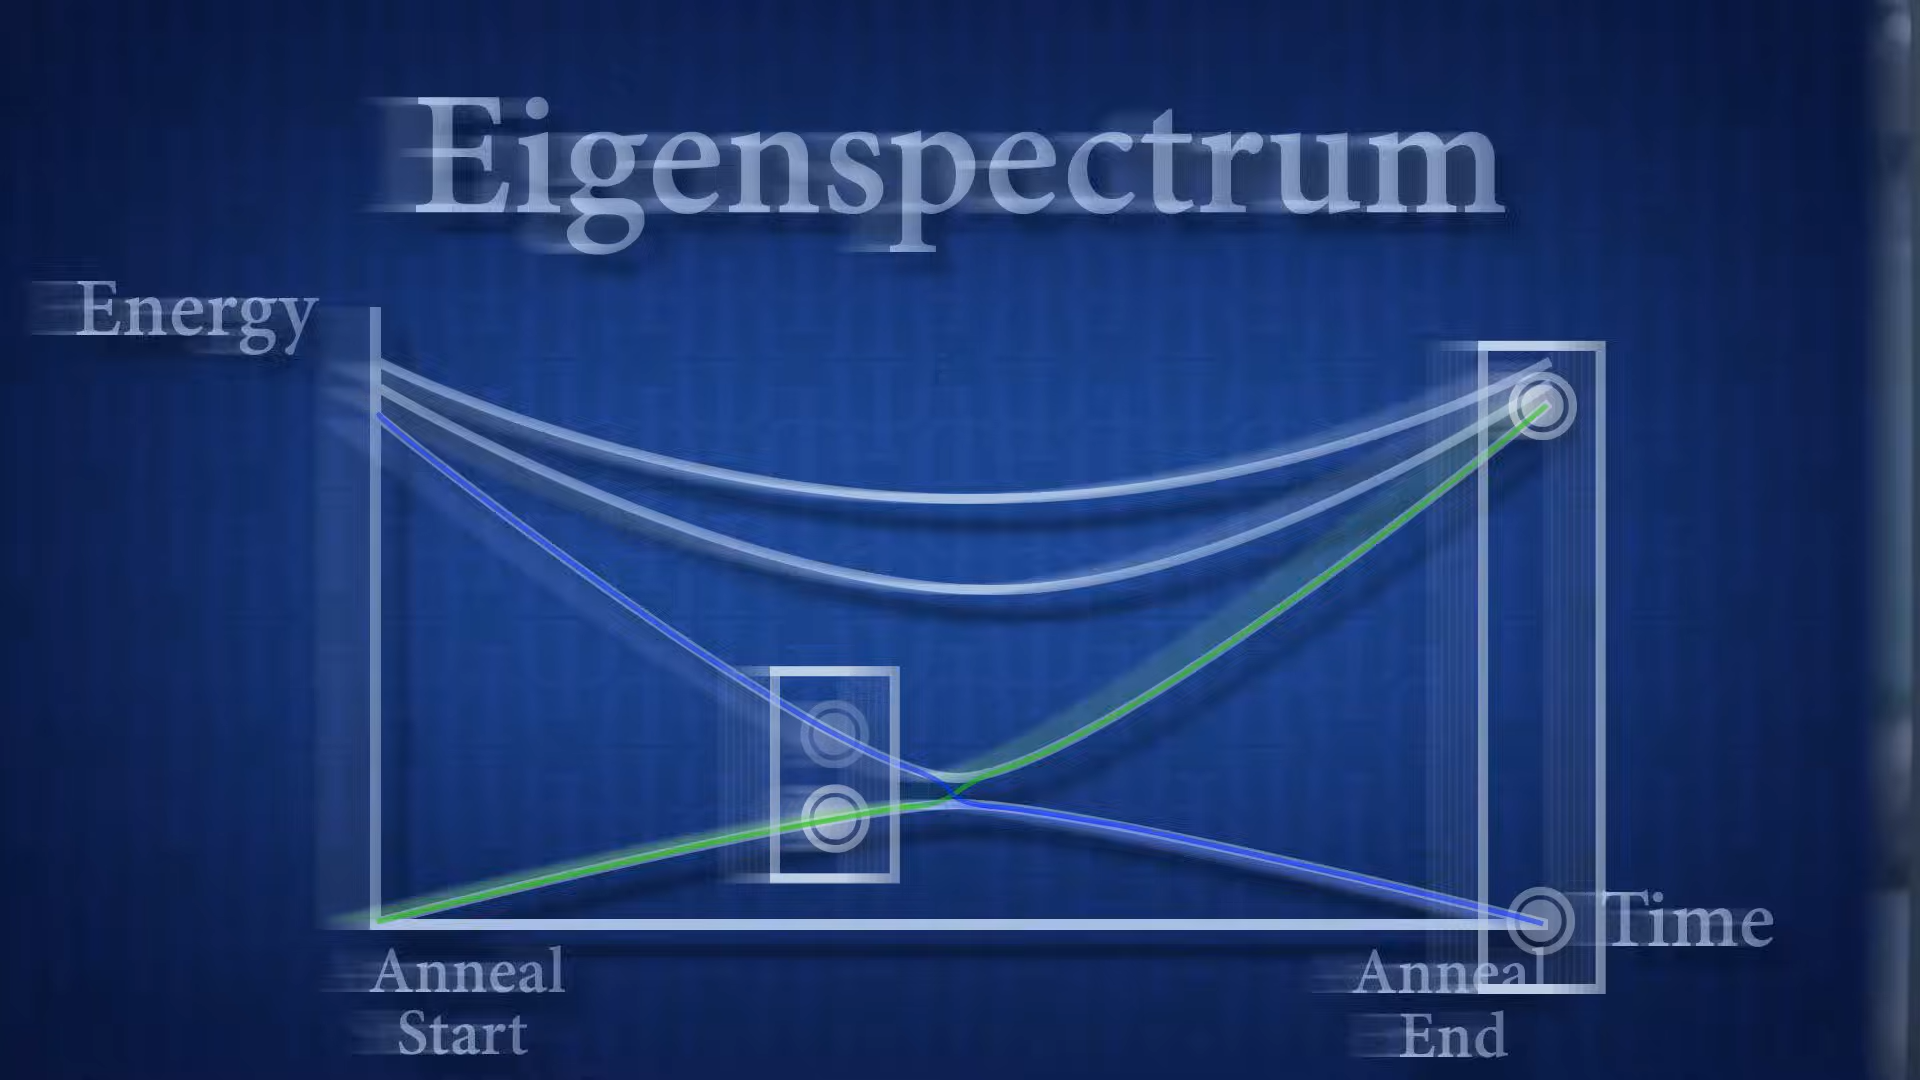 Eigenspectrum
Energy
Time
Anneal
Start
Anneal
End